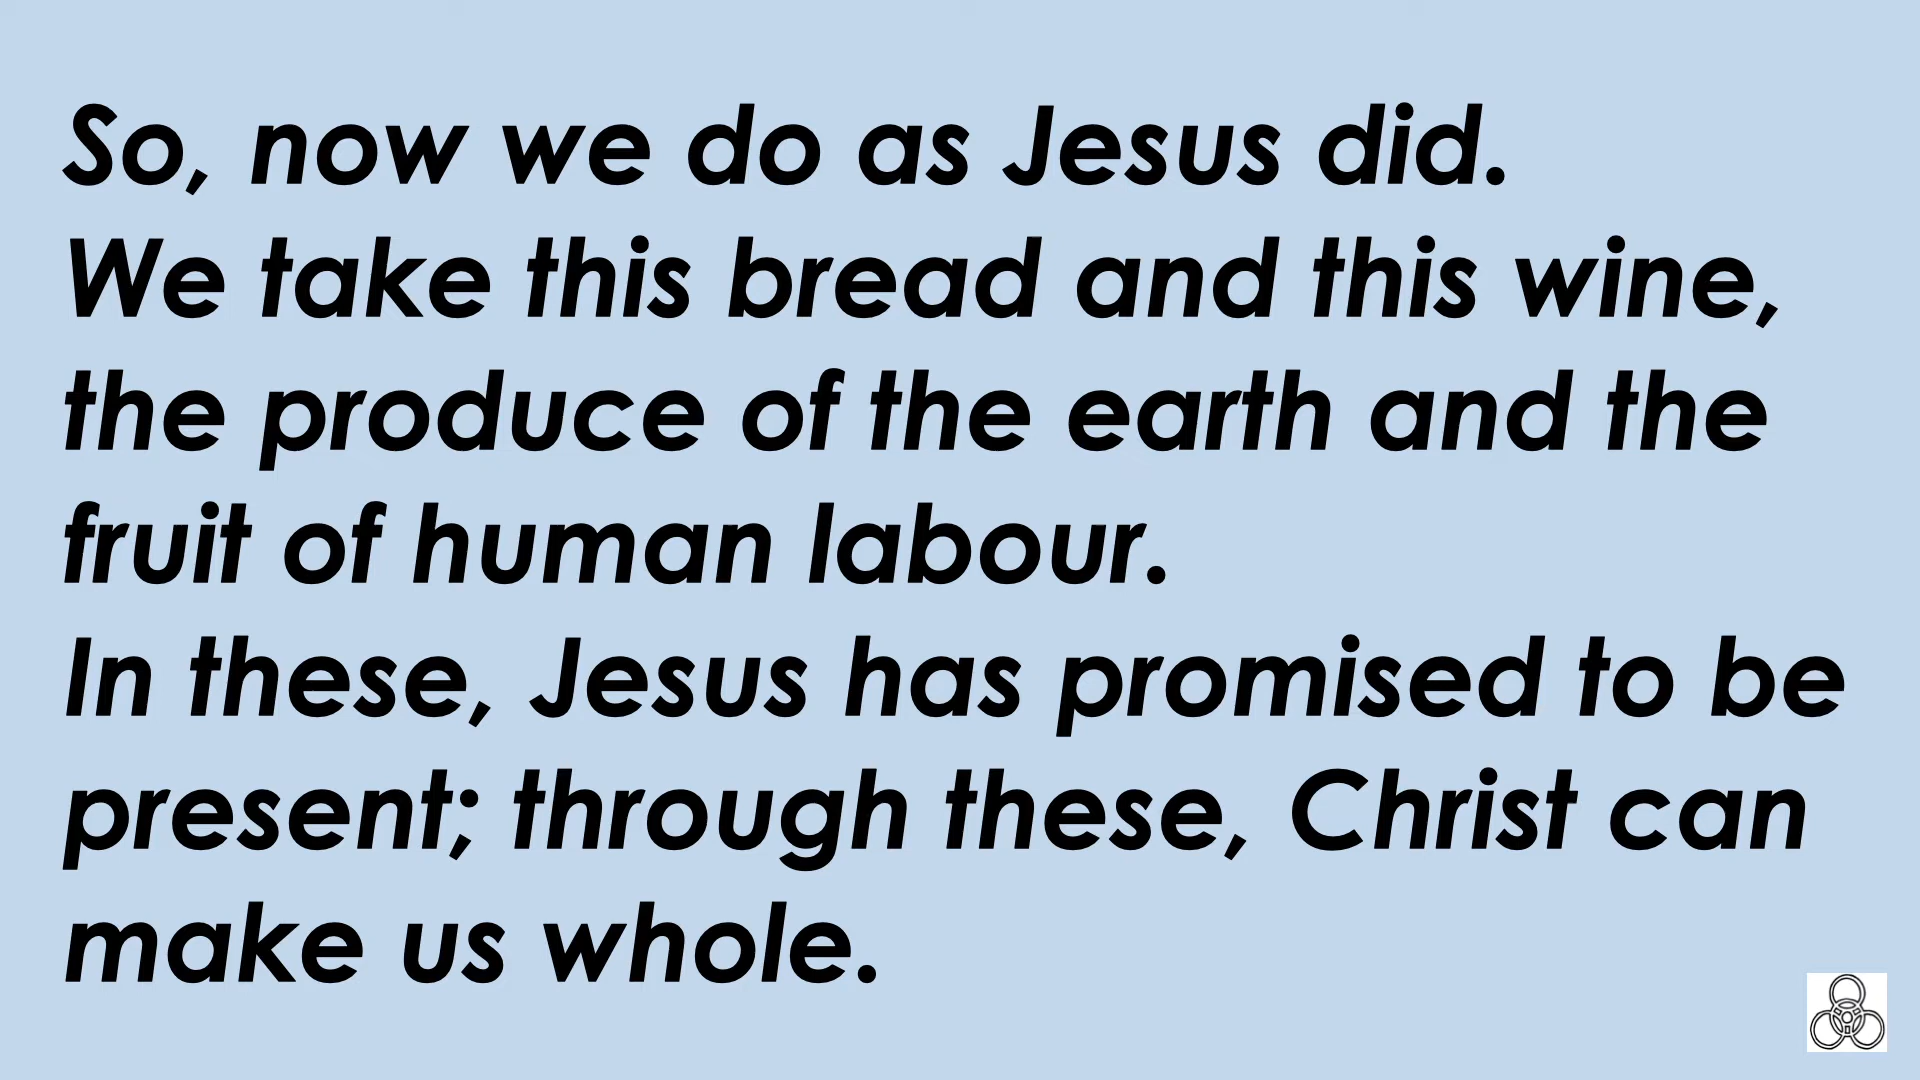 So, now we do as Jesus did.
We take this bread and this wine,
the produce of the earth and the
fruit of human labour.
In these, Jesus has promised to be
present; through these, Christ can
make us whole.